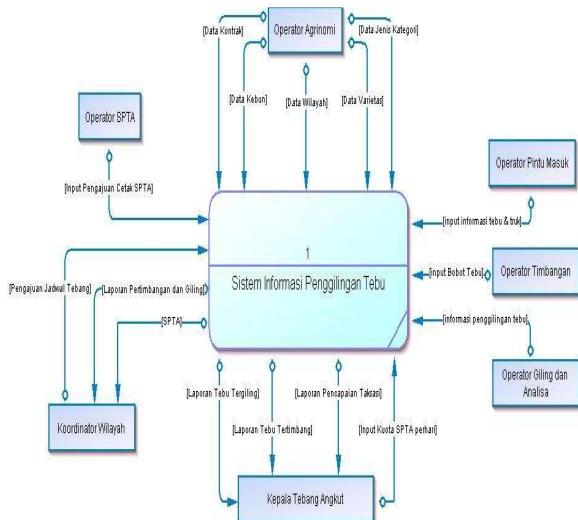 Operator Agrinomi
[Data Kontrak]
[Data Jenis Kategori]
[Data Kebun]
[Data Wilayah]
[Data Varietas]
Operator SPTA
Operator Pintu Masuk
[Input Pengajuan Cetak SPTA]
[input informasi tebu & truk]
1
Sistem Informasi Penggilingan Tebu
[Input Bobot Tebu]
Operator Timbangan
[Pengajuan Jadwal Tebang]
[Laporan Pertimbangan dan Giling]
[SPTA]
[informasi penggilingan tebu]
Operator Giling dan
Analisa
[Laporan Tebu Tergiling]
[Laporan Pencapaian Taksasi]
Koordinator Wilayah
[Laporan Tebu Tertimbang]
[Input Kuota SPTA perhari]
Kepala Tebang Angkut